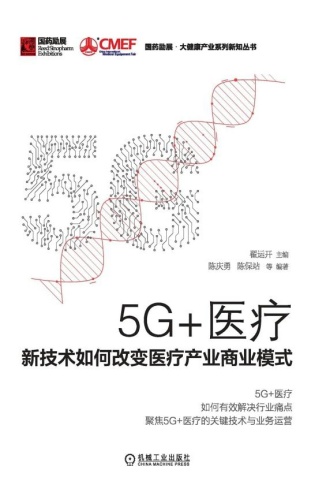 国药励展
Reed Sinopharm
Exhibitions
CMEF
China International
Medical Equipment Fair
国药励展·大健康产业系列新知丛书
5G
翟运开 主编
陈庆勇 陈保站 等 编著
5G+医疗
新技术如何改变医疗产业商业模式
5G+医疗
如何有效解决行业痛点
聚焦5G+医疗的关键技术与业务运营
机械工业出版社
CHINA MACHINE PRESS